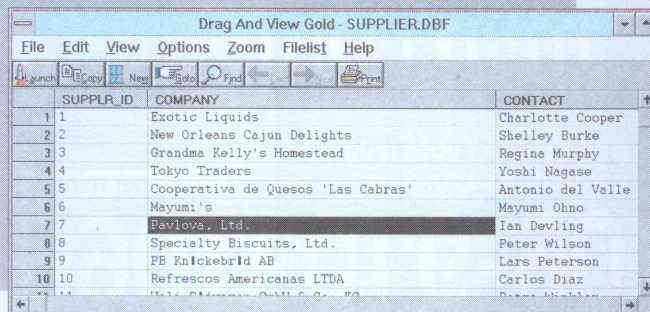 Drag And View Gold - SUPPLIER.DBF
File Edit View Options Zoom Filelist Help
Launch Copy New Goto Find Print
SUPPLR_ID COMPANY CONTACT
1 1 Exotic Liquids Charlotte Cooper
2 2 New Orleans Cajun Delights Shelley Burke
3 3 Grandma Kelly's Homestead Regina Murphy
4 4 Tokyo Traders Yoshi Nagase
5 5 Cooperativa de Quesos 'Las Cabras' Antonio del Valle
6 6 Mayumi's Mayumi Ohno
7 7 Pavlova, Ltd. Ian Devling
8 8 Specialty Biscuits, Ltd. Peter Wilson
9 9 PB Kn‖ckebr‖d AB Lars Peterson
10 10 Refrescos Americanas LTDA Carlos Diaz